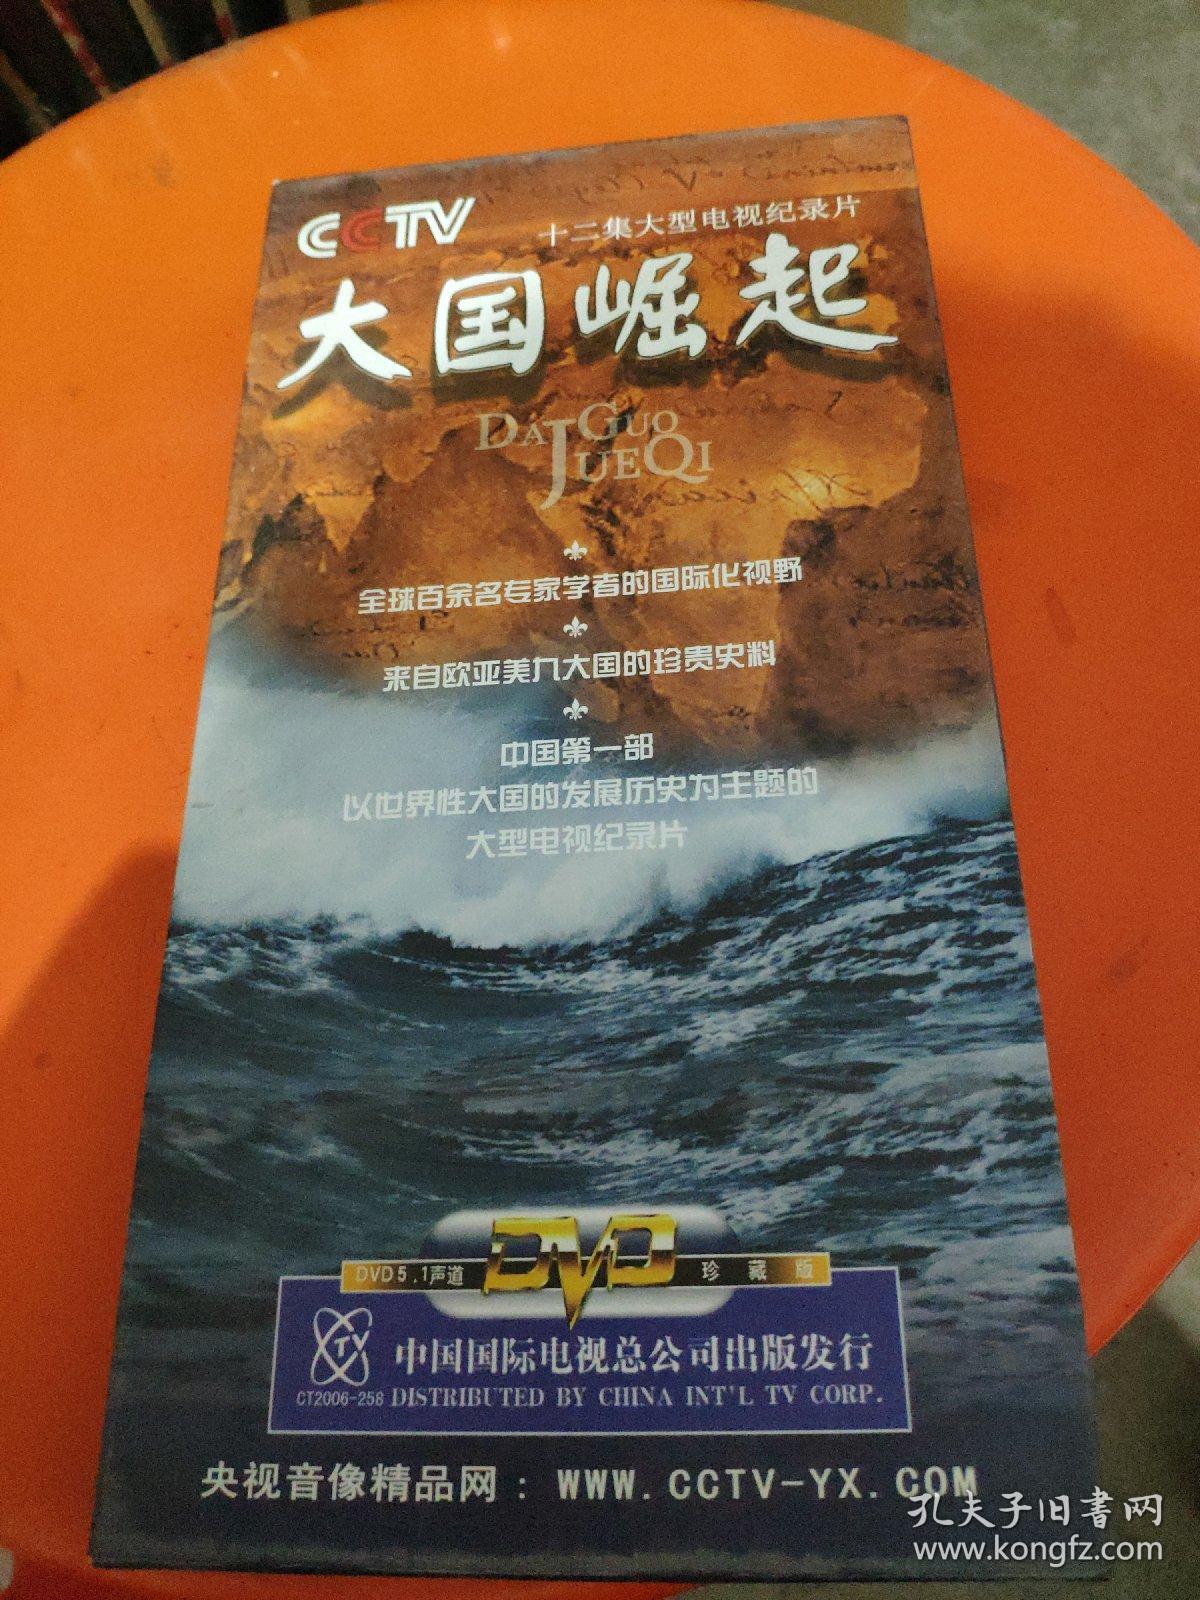 CCTV
十二集大型电视纪录片
大国崛起
DA GUO
JUE QI
全球百余名专家学者的国际化视野
来自欧亚美九大国的珍贵史料
中国第一部
以世界性大国的发展历史为主题的
大型电视纪录片
DVD
DVD5.1声道
珍藏版
TV
中国国际电视总公司出版发行
CT2006-258 DISTRIBUTED BY CHINA INT'L TV CORP.
央视音像精品网：WWW.CCTV-YX.COM
孔夫子旧书网
www.kongfz.com